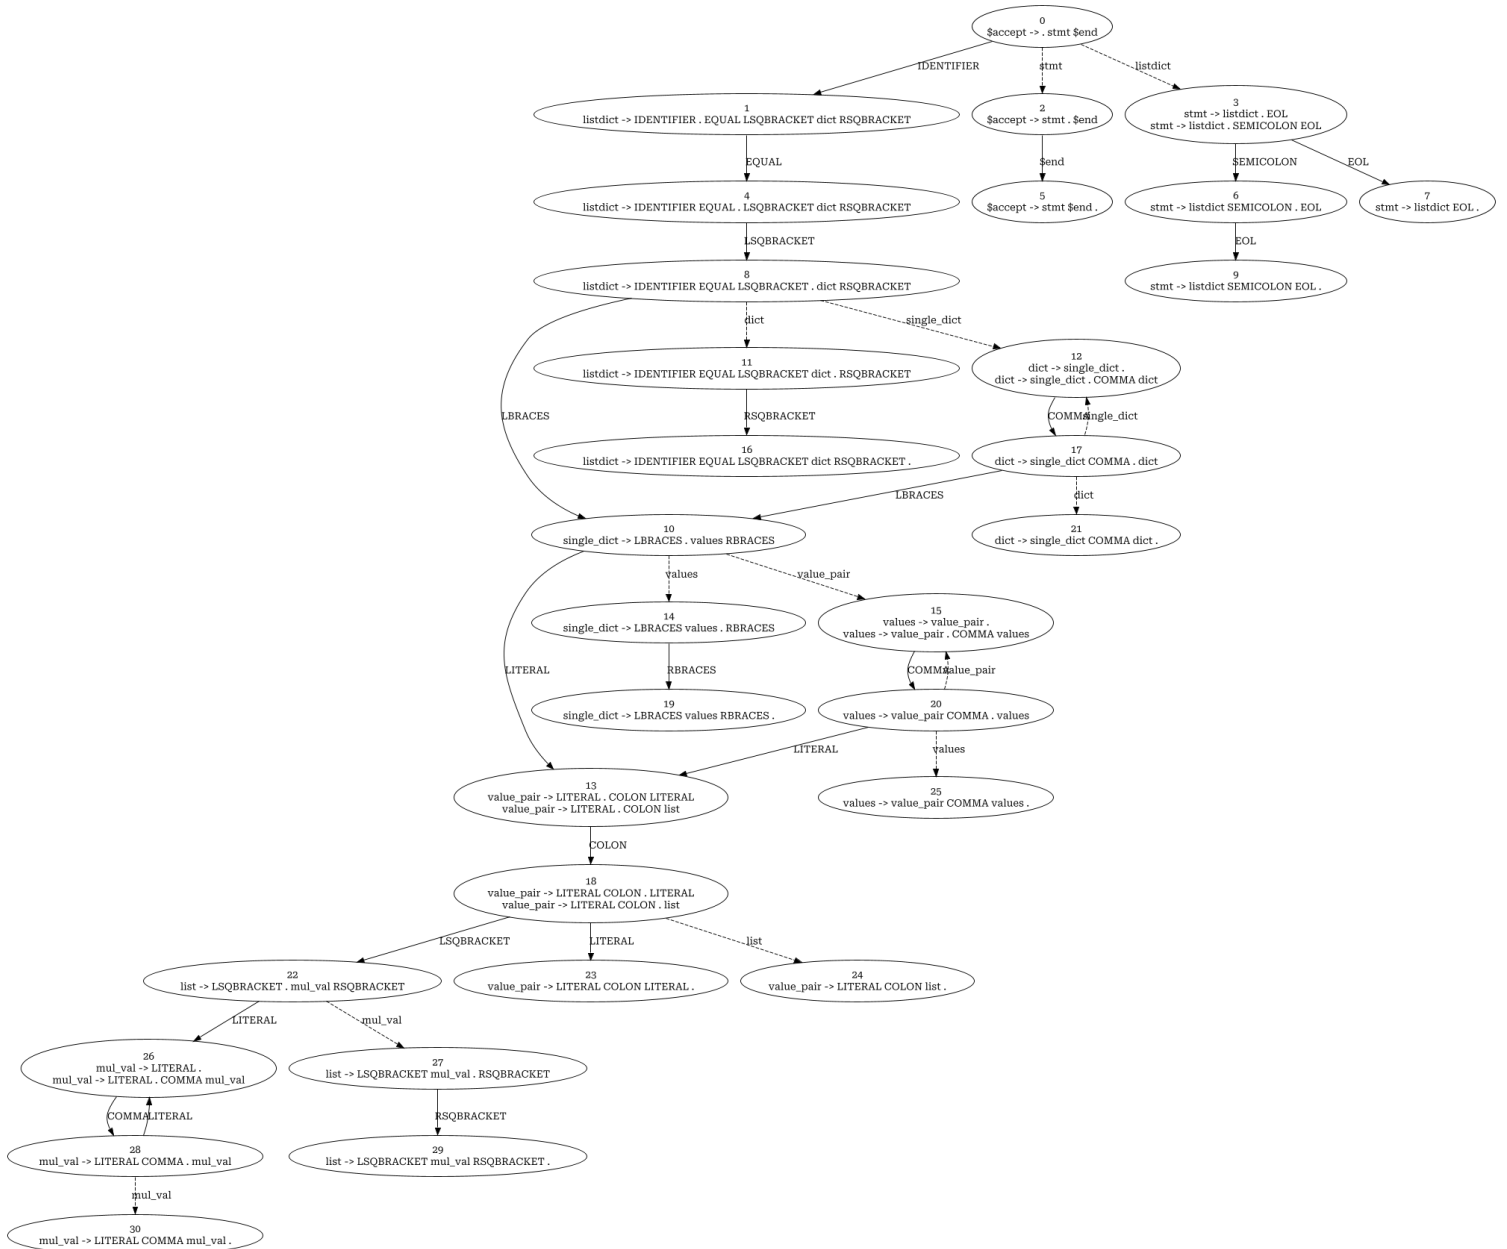 0
$accept -> . stmt $end
IDENTIFIER
stmt
listdict
1
listdict -> IDENTIFIER . EQUAL LSQBRACKET dict RSQBRACKET
2
$accept -> stmt . $end
3
stmt -> listdict . EOL
stmt -> listdict . SEMICOLON EOL
EQUAL
$end
SEMICOLON
EOL
4
listdict -> IDENTIFIER EQUAL . LSQBRACKET dict RSQBRACKET
5
$accept -> stmt $end .
6
stmt -> listdict SEMICOLON . EOL
7
stmt -> listdict EOL .
LSQBRACKET
EOL
8
listdict -> IDENTIFIER EQUAL LSQBRACKET . dict RSQBRACKET
9
stmt -> listdict SEMICOLON EOL .
dict
single_dict
11
listdict -> IDENTIFIER EQUAL LSQBRACKET dict . RSQBRACKET
12
dict -> single_dict .
dict -> single_dict . COMMA dict
LBRACES
RSQBRACKET
COMMA
single_dict
16
listdict -> IDENTIFIER EQUAL LSQBRACKET dict RSQBRACKET .
17
dict -> single_dict COMMA . dict
LBRACES
dict
10
single_dict -> LBRACES . values RBRACES
21
dict -> single_dict COMMA dict .
values
value_pair
14
single_dict -> LBRACES values . RBRACES
15
values -> value_pair .
values -> value_pair . COMMA values
LITERAL
RBRACES
COMMA
value_pair
19
single_dict -> LBRACES values RBRACES .
20
values -> value_pair COMMA . values
LITERAL
values
13
value_pair -> LITERAL . COLON LITERAL
value_pair -> LITERAL . COLON list
25
values -> value_pair COMMA values .
COLON
18
value_pair -> LITERAL COLON . LITERAL
value_pair -> LITERAL COLON . list
LSQBRACKET
LITERAL
list
22
list -> LSQBRACKET . mul_val RSQBRACKET
23
value_pair -> LITERAL COLON LITERAL .
24
value_pair -> LITERAL COLON list .
LITERAL
mul_val
26
mul_val -> LITERAL .
mul_val -> LITERAL . COMMA mul_val
27
list -> LSQBRACKET mul_val . RSQBRACKET
COMMA
LITERAL
RSQBRACKET
28
mul_val -> LITERAL COMMA . mul_val
29
list -> LSQBRACKET mul_val RSQBRACKET .
mul_val
30
mul_val -> LITERAL COMMA mul_val .